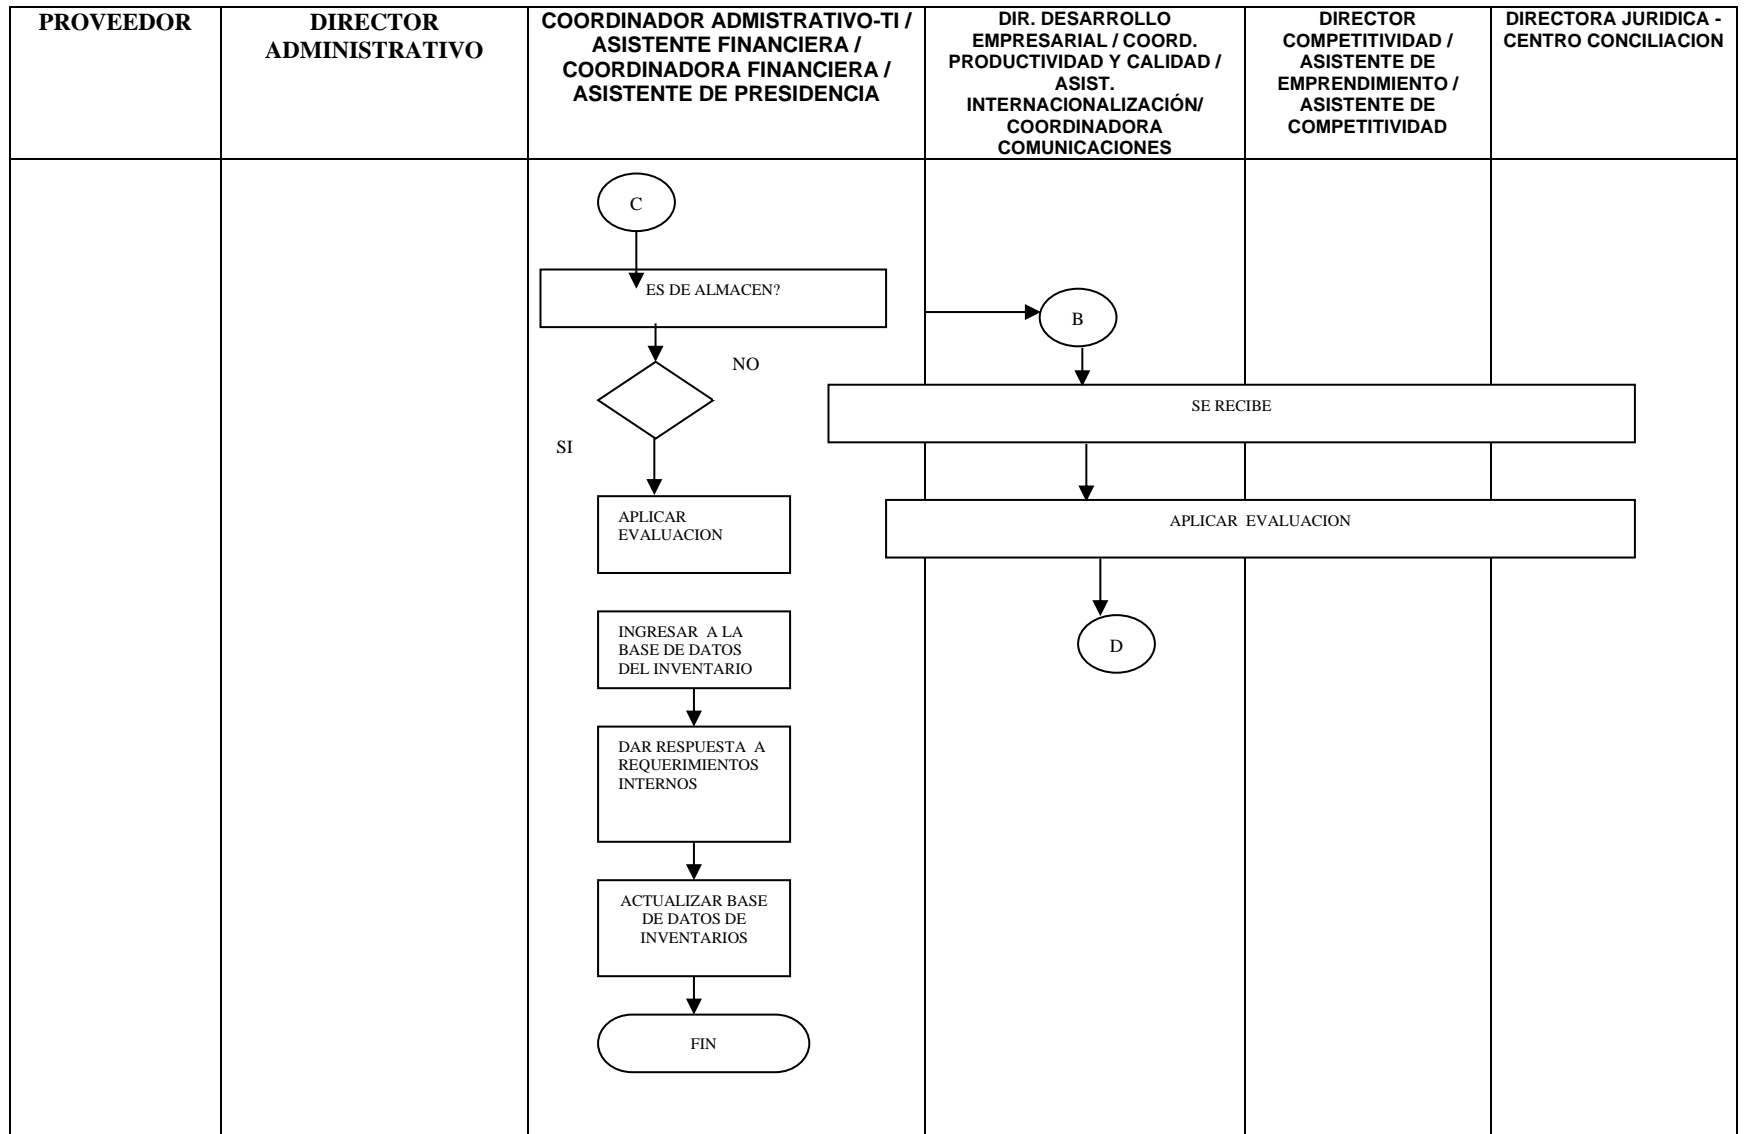 PROVEEDOR
DIRECTOR
ADMINISTRATIVO
COORDINADOR ADMISTRATIVO-TI /
ASISTENTE FINANCIERA /
COORDINADORA FINANCIERA /
ASISTENTE DE PRESIDENCIA
DIR. DESARROLLO
EMPRESARIAL / COORD.
PRODUCTIVIDAD Y CALIDAD /
ASIST.
INTERNACIONALIZACIÓN/
COORDINADORA
COMUNICACIONES
DIRECTOR
COMPETITIVIDAD /
ASISTENTE DE
EMPRENDIMIENTO /
ASISTENTE DE
COMPETITIVIDAD
DIRECTORA JURIDICA -
CENTRO CONCILIACION
C
ES DE ALMACEN?
NO
SI
APLICAR
EVALUACION
INGRESAR A LA
BASE DE DATOS
DEL INVENTARIO
DAR RESPUESTA A
REQUERIMIENTOS
INTERNOS
ACTUALIZAR BASE
DE DATOS DE
INVENTARIOS
FIN
B
SE RECIBE
APLICAR EVALUACION
D